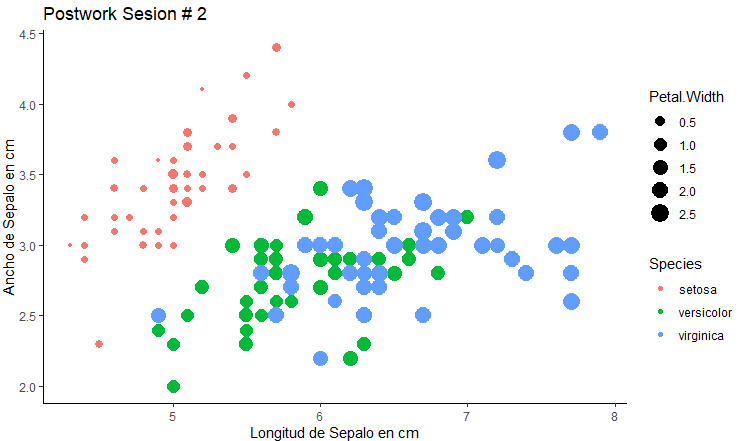 Postwork Sesion # 2
4.5
4.0
3.5
3.0
2.5
2.0
Ancho de Sepalo en cm
5
6
7
8
Longitud de Sepalo en cm
Petal.Width
0.5
1.0
1.5
2.0
2.5
Species
setosa
versicolor
virginica